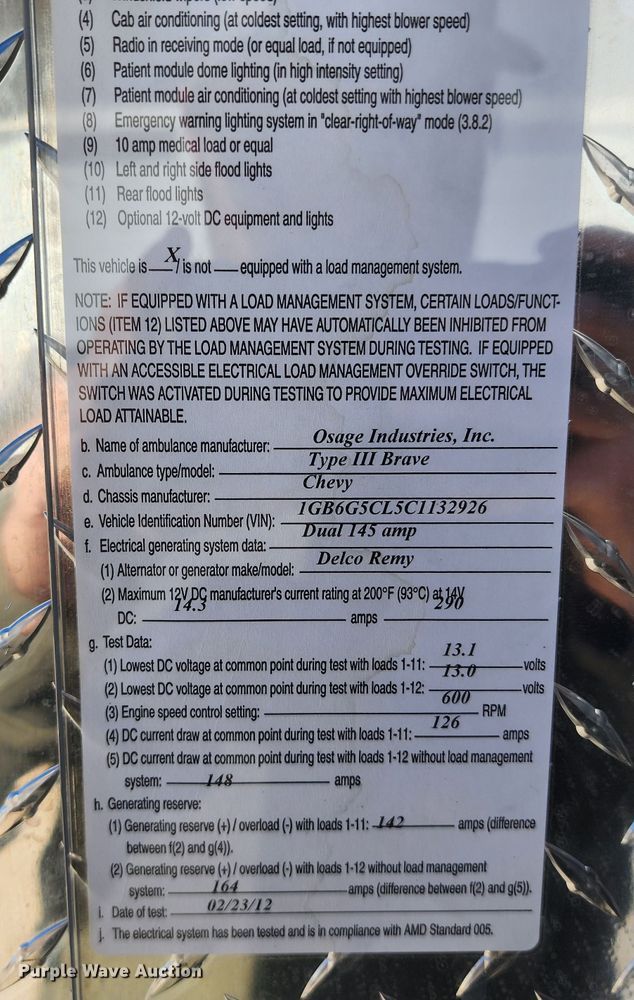 (4) Cab air conditioning (at coldest setting, with highest blower speed)
(5) Radio in receiving mode (or equal load, if not equipped)
(6) Patient module dome lighting (in high intensity setting)
(7) Patient module air conditioning (at coldest setting with highest blower speed)
(8) Emergency warning lighting system in "clear-right-of-way" mode (3.8.2)
(9) 10 amp medical load or equal
(10) Left and right side flood lights
(11) Rear flood lights
(12) Optional 12-volt DC equipment and lights
This vehicle is X / is not ___ equipped with a load management system.
NOTE: IF EQUIPPED WITH A LOAD MANAGEMENT SYSTEM, CERTAIN LOADS/FUNCT-
IONS (ITEM 12) LISTED ABOVE MAY HAVE AUTOMATICALLY BEEN INHIBITED FROM
OPERATING BY THE LOAD MANAGEMENT SYSTEM DURING TESTING. IF EQUIPPED
WITH AN ACCESSIBLE ELECTRICAL LOAD MANAGEMENT OVERRIDE SWITCH, THE
SWITCH WAS ACTIVATED DURING TESTING TO PROVIDE MAXIMUM ELECTRICAL
LOAD ATTAINABLE.
b. Name of ambulance manufacturer: Osage Industries, Inc.
c. Ambulance type/model: Type III Brave
d. Chassis manufacturer: Chevy
e. Vehicle Identification Number (VIN): 1GB6G5CL5C1132926
f. Electrical generating system data: Dual 145 amp
(1) Alternator or generator make/model: Delco Remy
(2) Maximum 12V DC manufacturer's current rating at 200°F (93°C) at 14V
DC: 14.3 amps 290
g. Test Data:
(1) Lowest DC voltage at common point during test with loads 1-11: 13.1 volts
(2) Lowest DC voltage at common point during test with loads 1-12: 13.0 volts
(3) Engine speed control setting: 600 RPM
(4) DC current draw at common point during test with loads 1-11: 126 amps
(5) DC current draw at common point during test with loads 1-12 without load management
system: 148 amps
h. Generating reserve:
(1) Generating reserve (+) / overload (-) with loads 1-11: 142 amps (difference
between f(2) and g(4)).
(2) Generating reserve (+) / overload (-) with loads 1-12 without load management
system: 164 amps (difference between f(2) and g(5)).
i. Date of test: 02/23/12
j. The electrical system has been tested and is in compliance with AMD Standard 005.
Purple Wave Auction